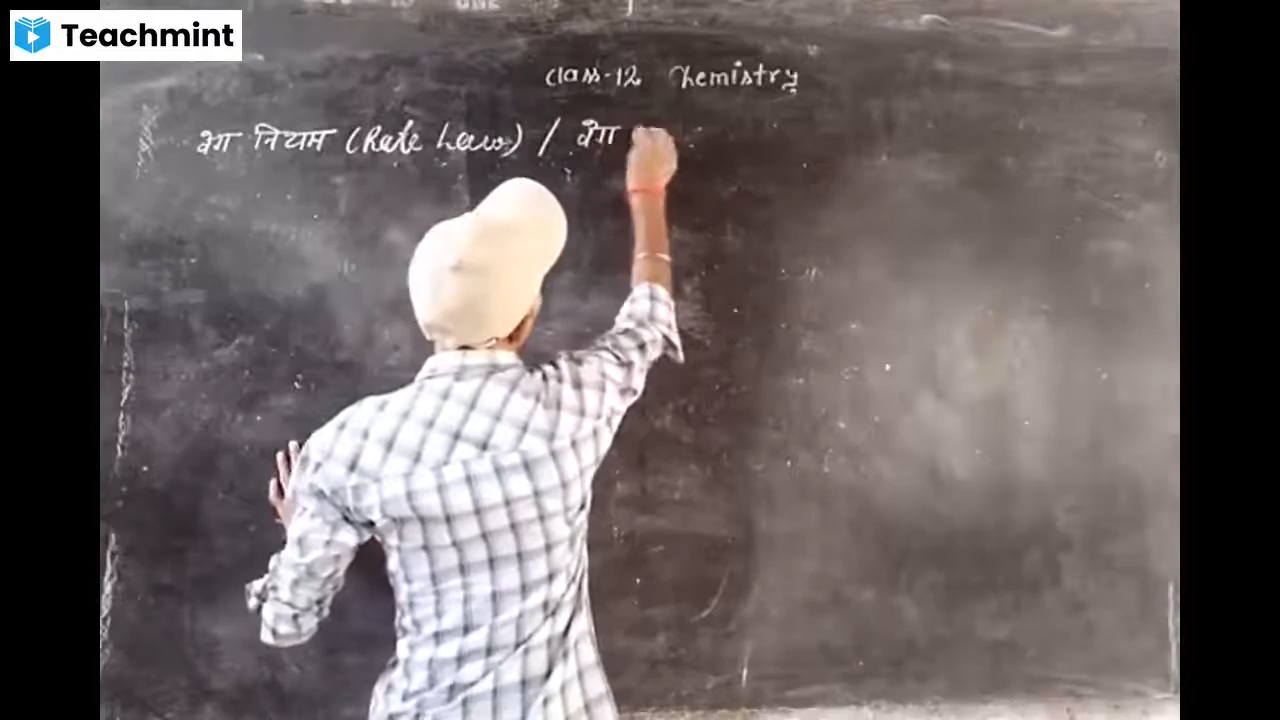 Teachmint
Class-12 Chemistry
वेग नियम (Rate Law) / वेग